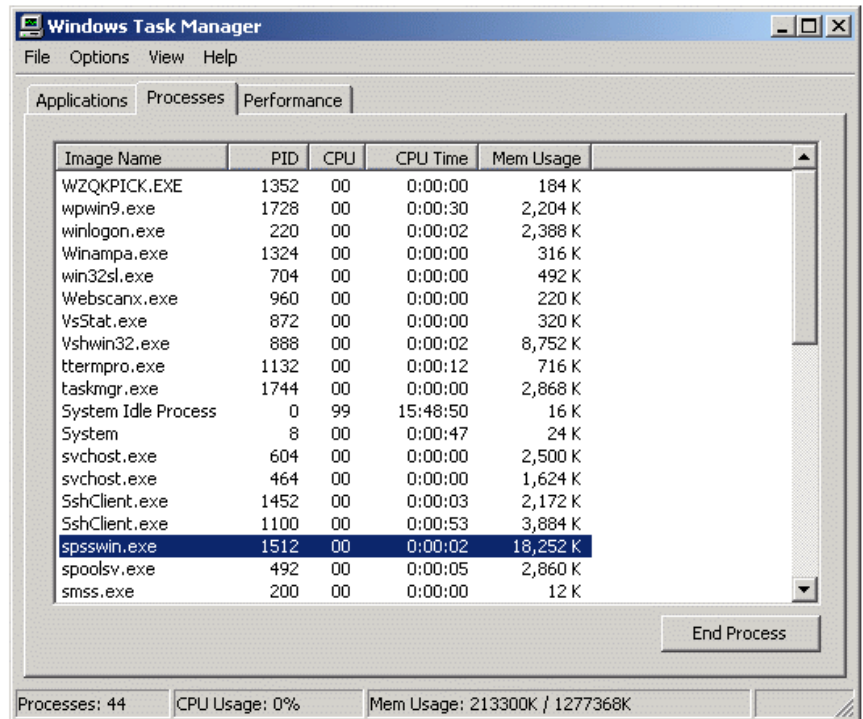 Windows Task Manager
File Options View Help
Applications Processes Performance
Image Name PID CPU CPU Time Mem Usage
WZQKPICK.EXE 1352 00 0:00:00 184 K
wpwin9.exe 1728 00 0:00:30 2,204 K
winlogon.exe 220 00 0:00:02 2,388 K
Winampa.exe 1324 00 0:00:00 316 K
win32sl.exe 704 00 0:00:00 492 K
Webscanx.exe 960 00 0:00:00 220 K
VsStat.exe 872 00 0:00:00 320 K
Vshwin32.exe 888 00 0:00:02 8,752 K
ttermpro.exe 1132 00 0:00:12 716 K
taskmgr.exe 1744 00 0:00:00 2,868 K
System Idle Process 0 99 15:48:50 16 K
System 8 00 0:00:47 24 K
svchost.exe 604 00 0:00:00 2,500 K
svchost.exe 464 00 0:00:00 1,624 K
SshClient.exe 1452 00 0:00:03 2,172 K
SshClient.exe 1100 00 0:00:53 3,884 K
spsswin.exe 1512 00 0:00:02 18,252 K
spoolsv.exe 492 00 0:00:05 2,860 K
smss.exe 200 00 0:00:00 12 K
End Process
Processes: 44 CPU Usage: 0% Mem Usage: 213300K / 1277368K